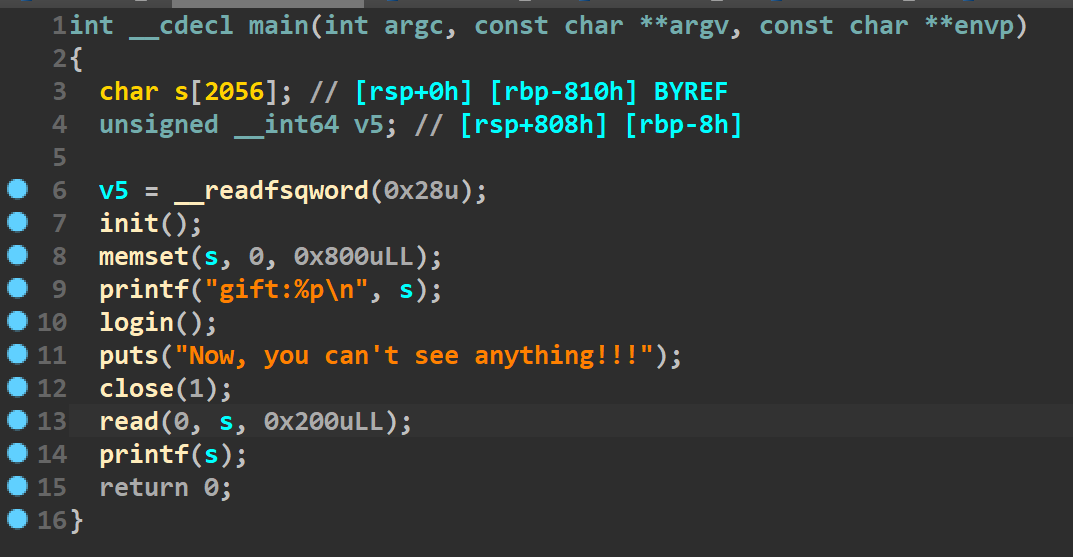 1 int __cdecl main(int argc, const char **argv, const char **envp)
2 {
3 char s[2056]; // [rsp+0h] [rbp-810h] BYREF
4 unsigned __int64 v5; // [rsp+808h] [rbp-8h]
5
6 v5 = __readfsqword(0x28u);
7 init();
8 memset(s, 0, 0x800uLL);
9 printf("gift:%p\n", s);
10 login();
11 puts("Now, you can't see anything!!!");
12 close(1);
13 read(0, s, 0x200uLL);
14 printf(s);
15 return 0;
16 }